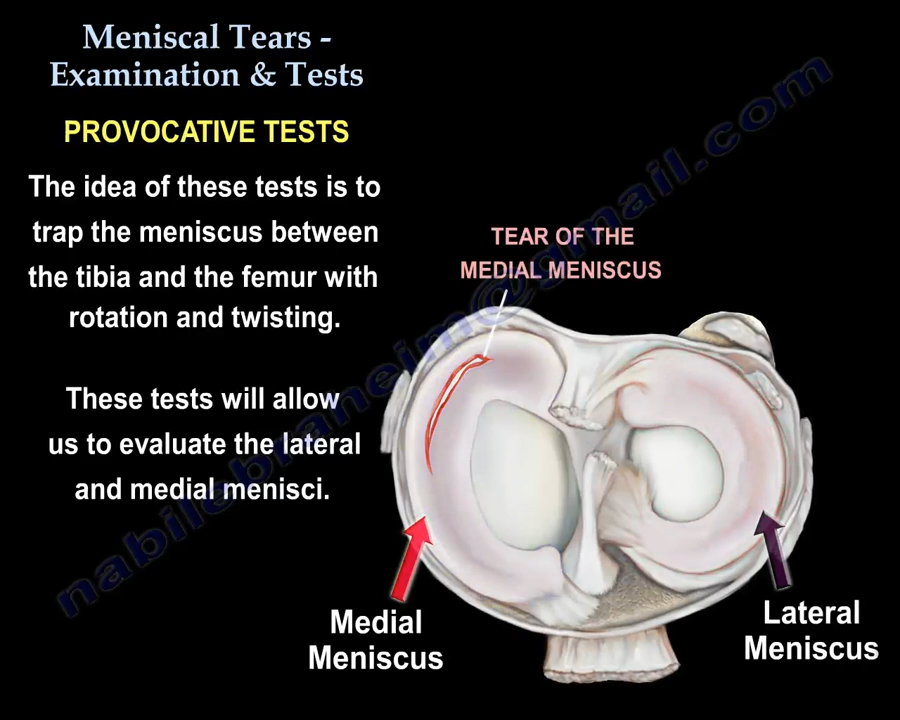 Meniscal Tears -
Examination & Tests
PROVOCATIVE TESTS
The idea of these tests is to
trap the meniscus between
the tibia and the femur with
rotation and twisting.
These tests will allow
us to evaluate the lateral
and medial menisci.
TEAR OF THE
MEDIAL MENISCUS
Medial
Meniscus
Lateral
Meniscus
nabilebraheim@gmail.com